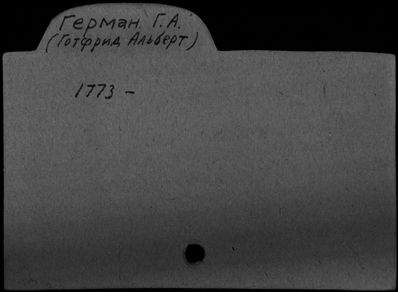 Герман. Г.А.
(Готфрид Альберт)
1773 –